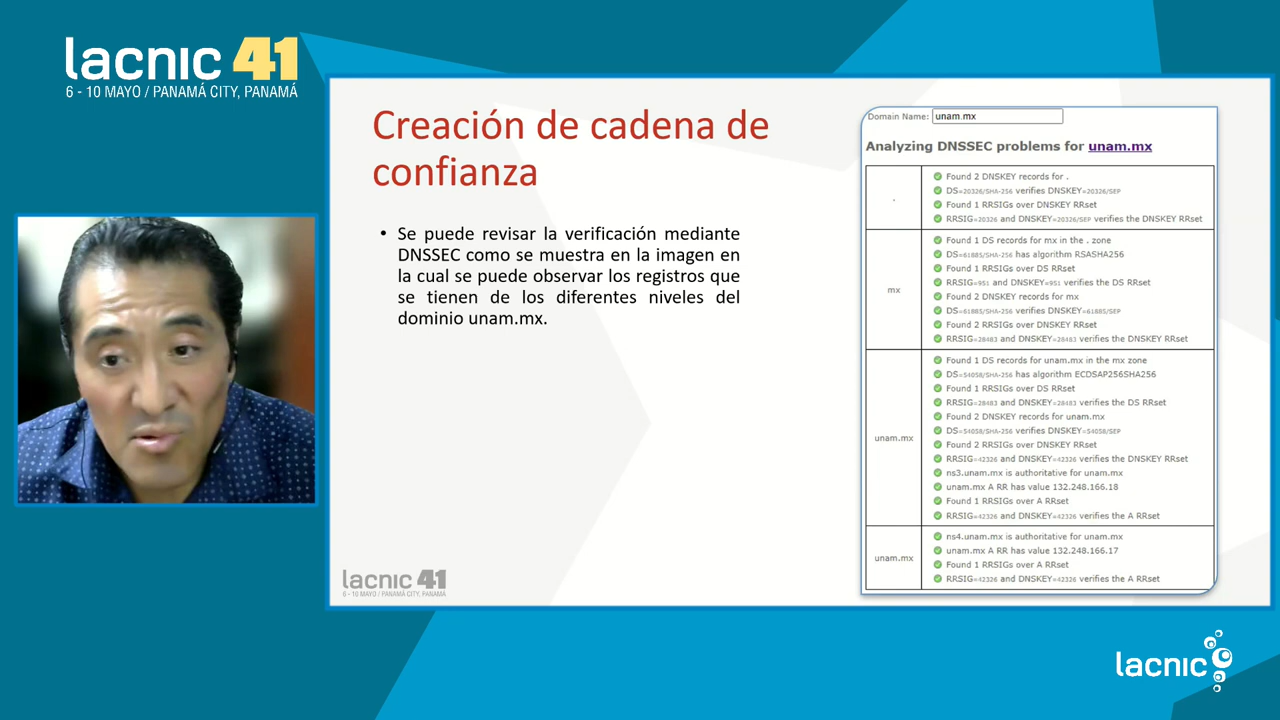 lacnic 41
6 - 10 MAYO / PANAMÁ CITY, PANAMÁ
Creación de cadena de
confianza
• Se puede revisar la verificación mediante
DNSSEC como se muestra en la imagen en
la cual se puede observar los registros que
se tienen de los diferentes niveles del
dominio unam.mx.
lacnic 41
6 - 10 MAYO / PANAMÁ CITY, PANAMÁ
Domain Name: unam.mx
Analyzing DNSSEC problems for unam.mx
.
Found 2 DNSKEY records for .
DS=20326/SHA-256 verifies DNSKEY=20326/SEP
Found 1 RRSIGs over DNSKEY RRset
RRSIG=20326 and DNSKEY=20326/SEP verifies the DNSKEY RRset
mx
Found 1 DS records for mx in the . zone
DS=61885/SHA-256 has algorithm RSASHA256
Found 1 RRSIGs over DS RRset
RRSIG=951 and DNSKEY=951 verifies the DS RRset
Found 2 DNSKEY records for mx
DS=61885/SHA-256 verifies DNSKEY=61885/SEP
Found 2 RRSIGs over DNSKEY RRset
RRSIG=28483 and DNSKEY=28483 verifies the DNSKEY RRset
unam.mx
Found 1 DS records for unam.mx in the mx zone
DS=54058/SHA-256 has algorithm ECDSAP256SHA256
Found 1 RRSIGs over DS RRset
RRSIG=28483 and DNSKEY=28483 verifies the DS RRset
Found 2 DNSKEY records for unam.mx
DS=54058/SHA-256 verifies DNSKEY=54058/SEP
Found 2 RRSIGs over DNSKEY RRset
RRSIG=42326 and DNSKEY=42326 verifies the DNSKEY RRset
ns3.unam.mx is authoritative for unam.mx
unam.mx A RR has value 132.248.166.18
Found 1 RRSIGs over A RRset
RRSIG=42326 and DNSKEY=42326 verifies the A RRset
unam.mx
ns4.unam.mx is authoritative for unam.mx
unam.mx A RR has value 132.248.166.17
Found 1 RRSIGs over A RRset
RRSIG=42326 and DNSKEY=42326 verifies the A RRset
lacnic